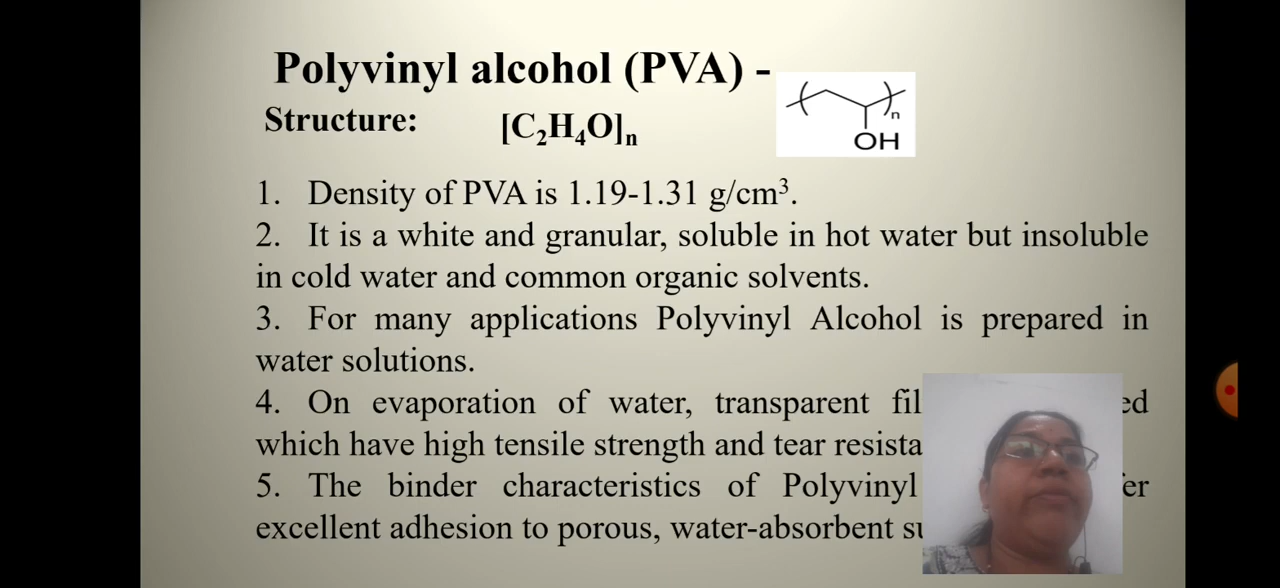 Polyvinyl alcohol (PVA) -
Structure: [C₂H₄O]ₙ
n
OH
1. Density of PVA is 1.19-1.31 g/cm³.
2. It is a white and granular, soluble in hot water but insoluble
in cold water and common organic solvents.
3. For many applications Polyvinyl Alcohol is prepared in
water solutions.
4. On evaporation of water, transparent
which have high tensile strength and tear
5. The binder characteristics of Polyvinyl
excellent adhesion to porous, water-absorbent